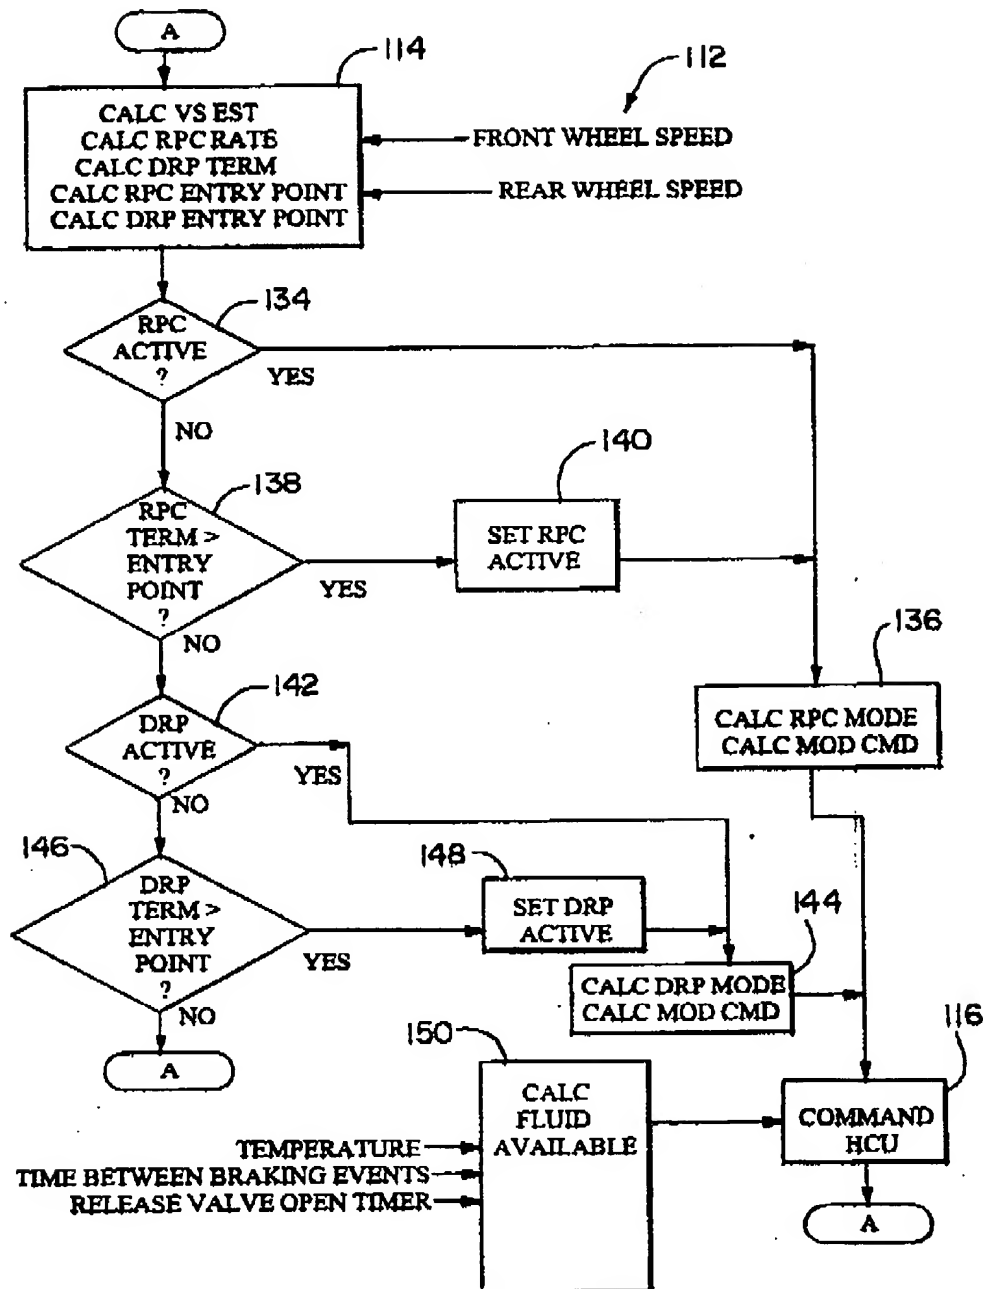 A
114
112
CALC VS EST
CALC RPC RATE
CALC DRP TERM
CALC RPC ENTRY POINT
CALC DRP ENTRY POINT
FRONT WHEEL SPEED
REAR WHEEL SPEED
134
RPC
ACTIVE
?
YES
NO
138
RPC
TERM >
ENTRY
POINT
?
YES
NO
140
SET RPC
ACTIVE
136
CALC RPC MODE
CALC MOD CMD
142
DRP
ACTIVE
?
YES
NO
146
DRP
TERM >
ENTRY
POINT
?
YES
NO
148
SET DRP
ACTIVE
144
CALC DRP MODE
CALC MOD CMD
A
150
CALC
FLUID
AVAILABLE
TEMPERATURE
TIME BETWEEN BRAKING EVENTS
RELEASE VALVE OPEN TIMER
116
COMMAND
HCU
A